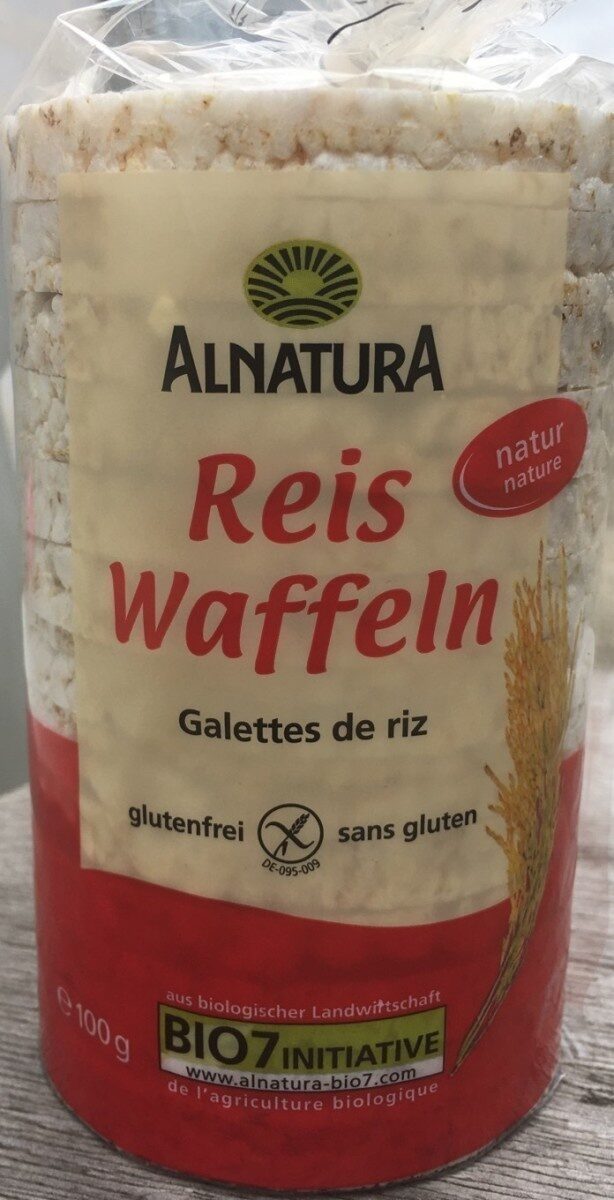 ALNATURA
natur
nature
Reis
Waffeln
Galettes de riz
glutenfrei sans gluten
DE-095-009
e 100 g
aus biologischer Landwirtschaft
BIO7 INITIATIVE
www.alnatura-bio7.com
de l'agriculture biologique